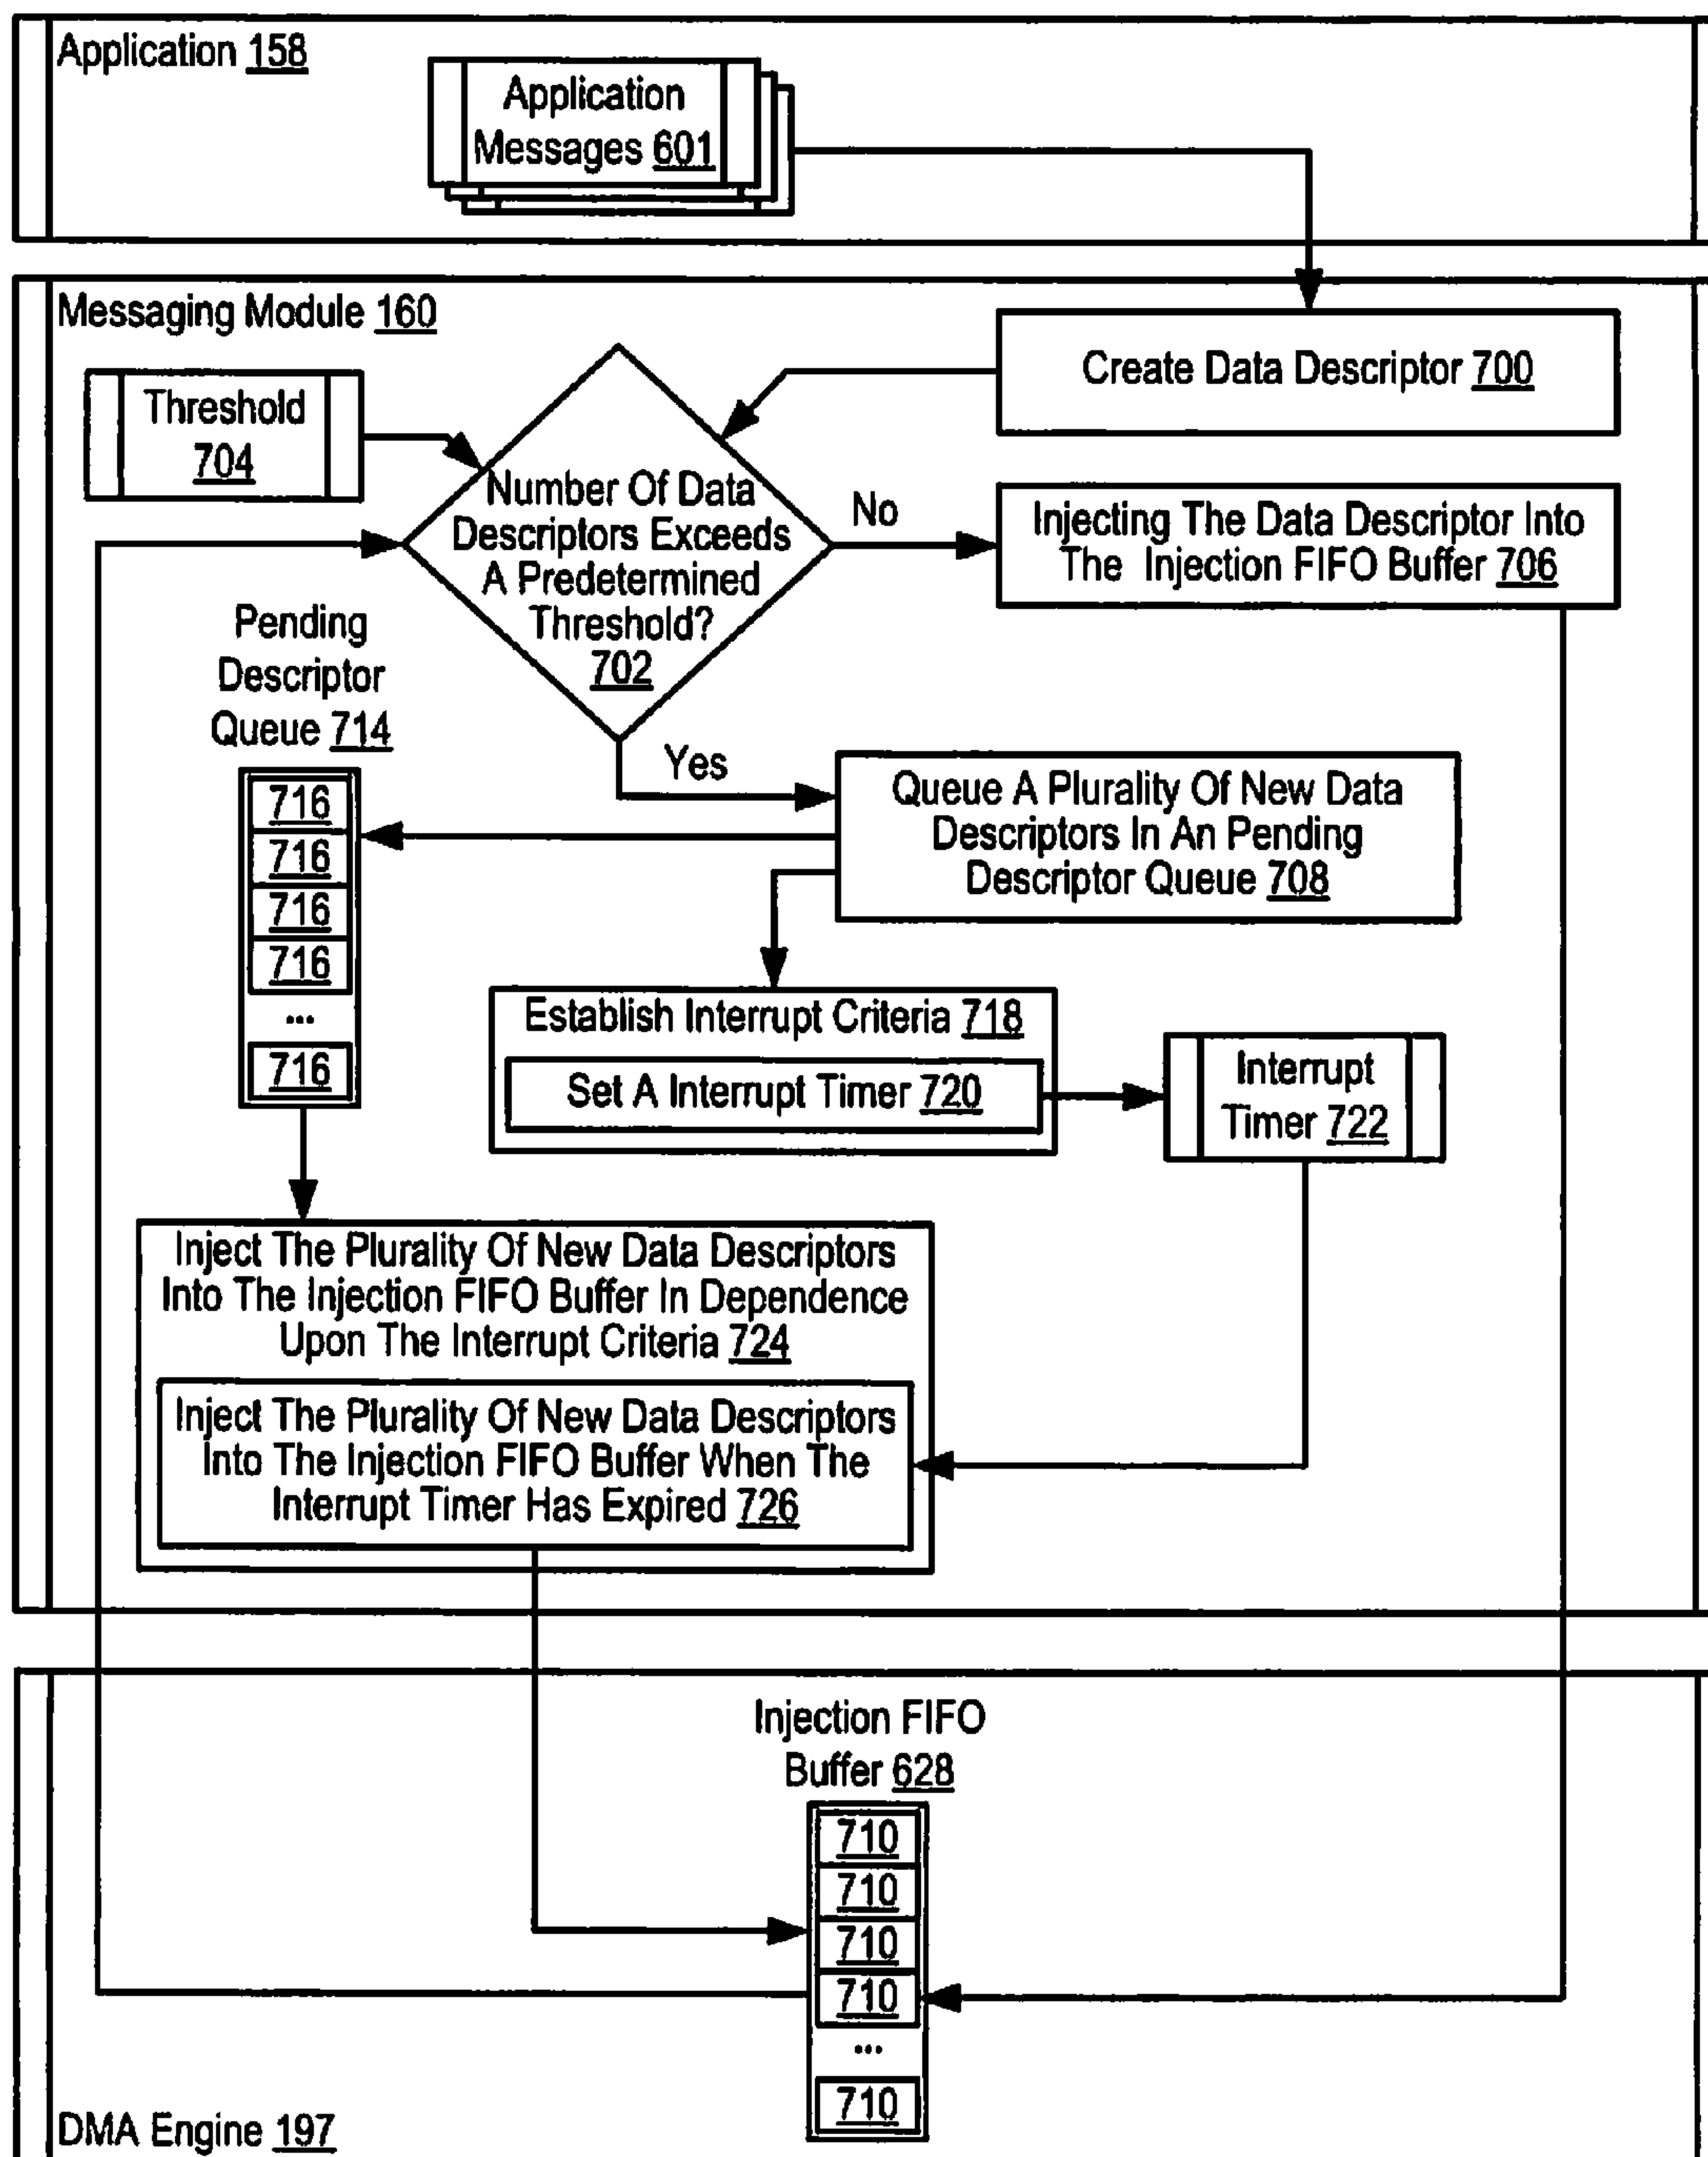 Application 158
Application
Messages 601
Messaging Module 160
Create Data Descriptor 700
Threshold
704
Number Of Data
Descriptors Exceeds
A Predetermined
Threshold?
702
No
Injecting The Data Descriptor Into
The Injection FIFO Buffer 706
Pending
Descriptor
Queue 714
Yes
Queue A Plurality Of New Data
Descriptors In An Pending
Descriptor Queue 708
716
716
716
716
...
716
Establish Interrupt Criteria 718
Set A Interrupt Timer 720
Interrupt
Timer 722
Inject The Plurality Of New Data Descriptors
Into The Injection FIFO Buffer In Dependence
Upon The Interrupt Criteria 724
Inject The Plurality Of New Data Descriptors
Into The Injection FIFO Buffer When The
Interrupt Timer Has Expired 726
Injection FIFO
Buffer 628
710
710
710
710
...
710
DMA Engine 197